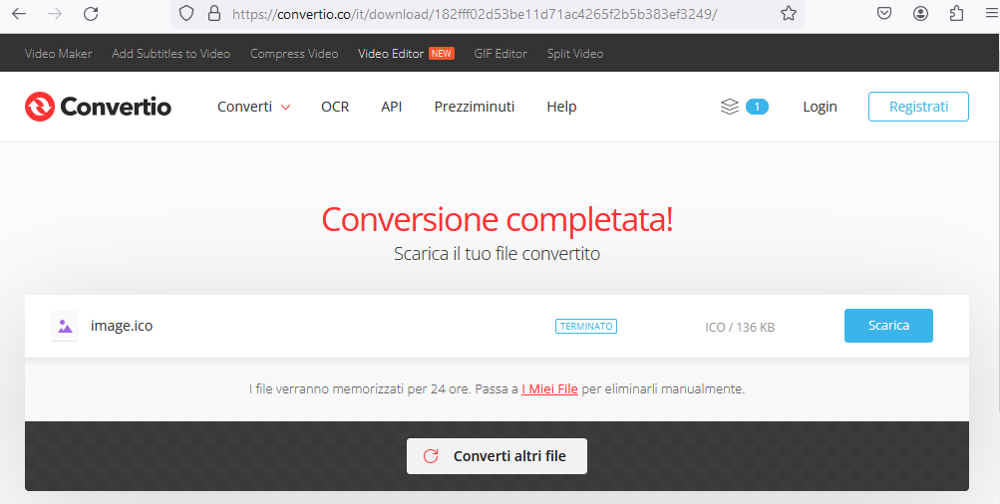 https://convertio.co/it/download/182fff02d53be11d71ac4265f2b5b383ef3249/
Video Maker Add Subtitles to Video Compress Video Video Editor NEW GIF Editor Split Video
Convertio Converti OCR API Prezziminuti Help 1 Login Registrati
Conversione completata!
Scarica il tuo file convertito
image.ico TERMINATO ICO / 136 KB Scarica
I file verranno memorizzati per 24 ore. Passa a I Miei File per eliminarli manualmente.
Converti altri file